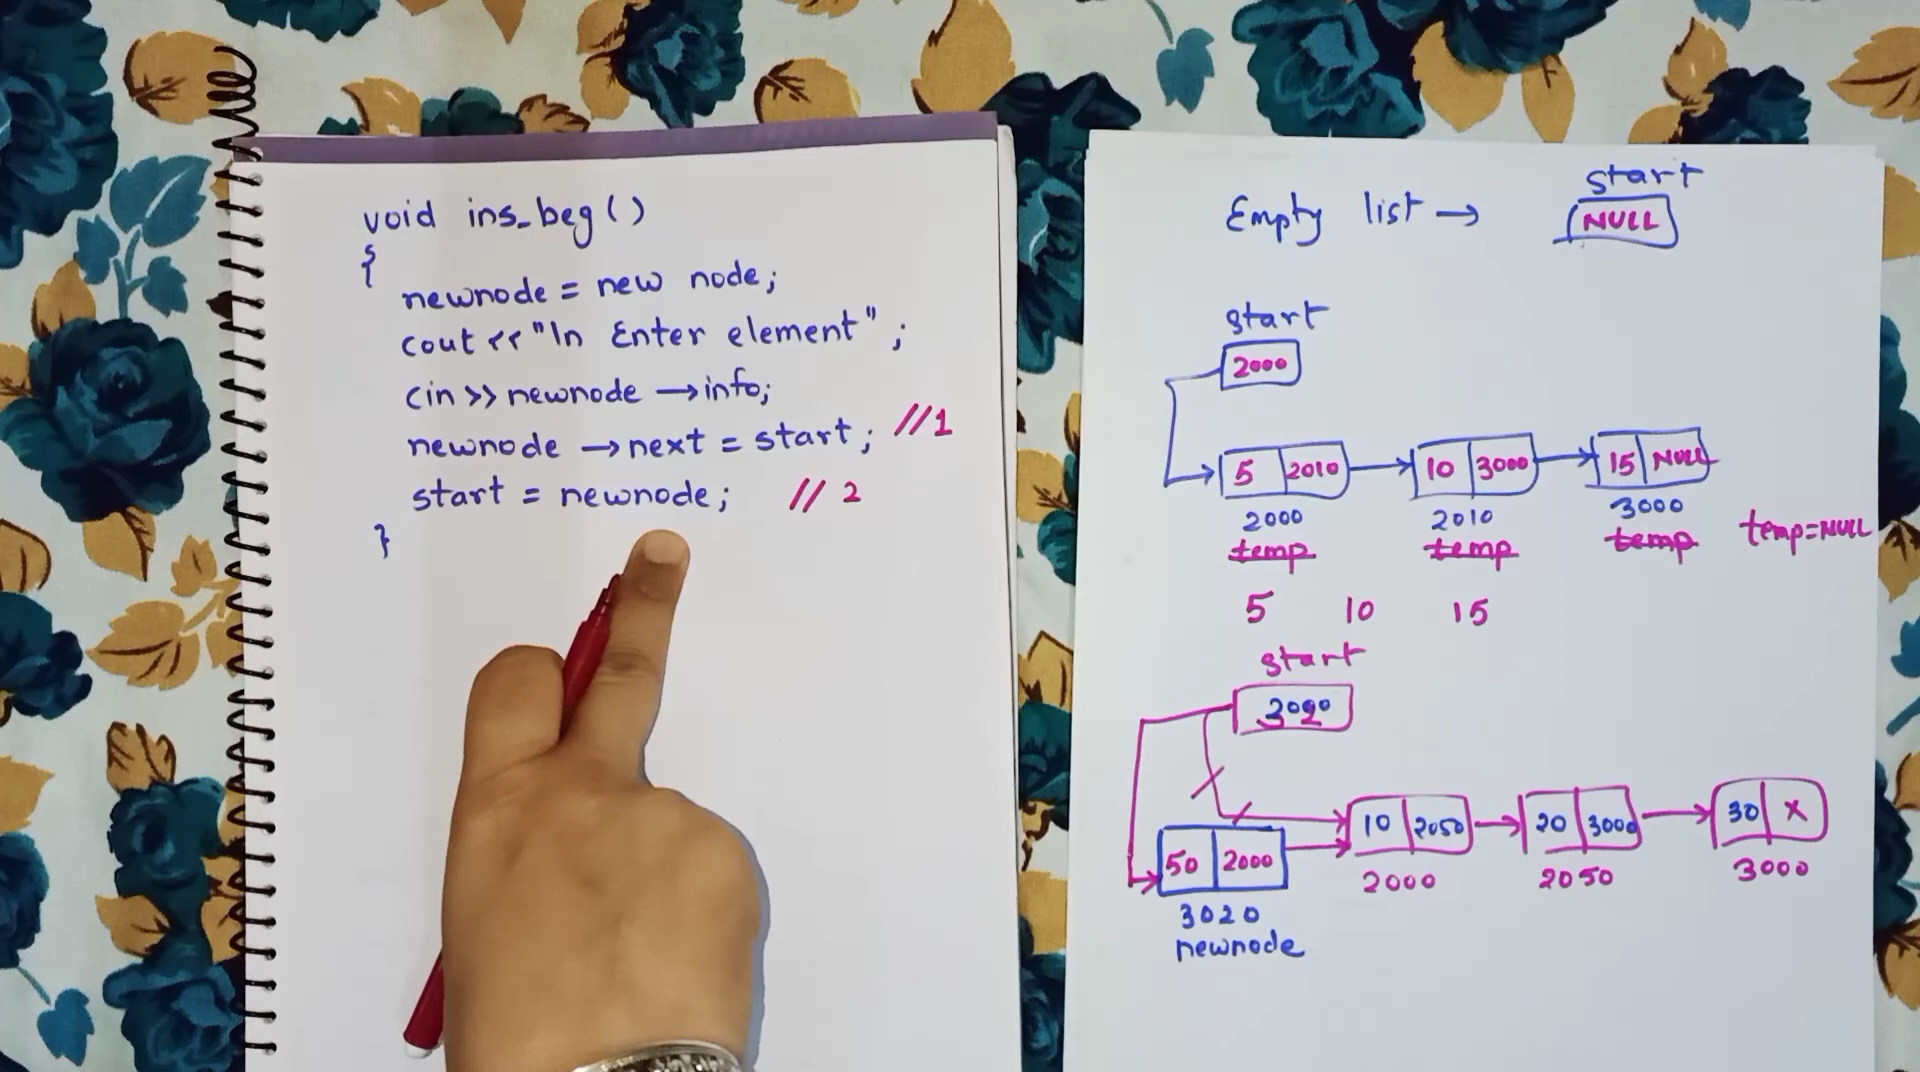 void ins_beg()
{
newnode = new node;
cout << "\n Enter element" ;
cin >> newnode →info;
newnode →next = start; //1
start = newnode; // 2
}
Empty list →
start
NULL
start
2000
5 2010 10 3000 15 NULL
2000 2010 3000
temp temp temp temp=NULL
5 10 15
start
10 2050 20 3000 30 X
50 2000
2000 2050 3000
3020
newnode